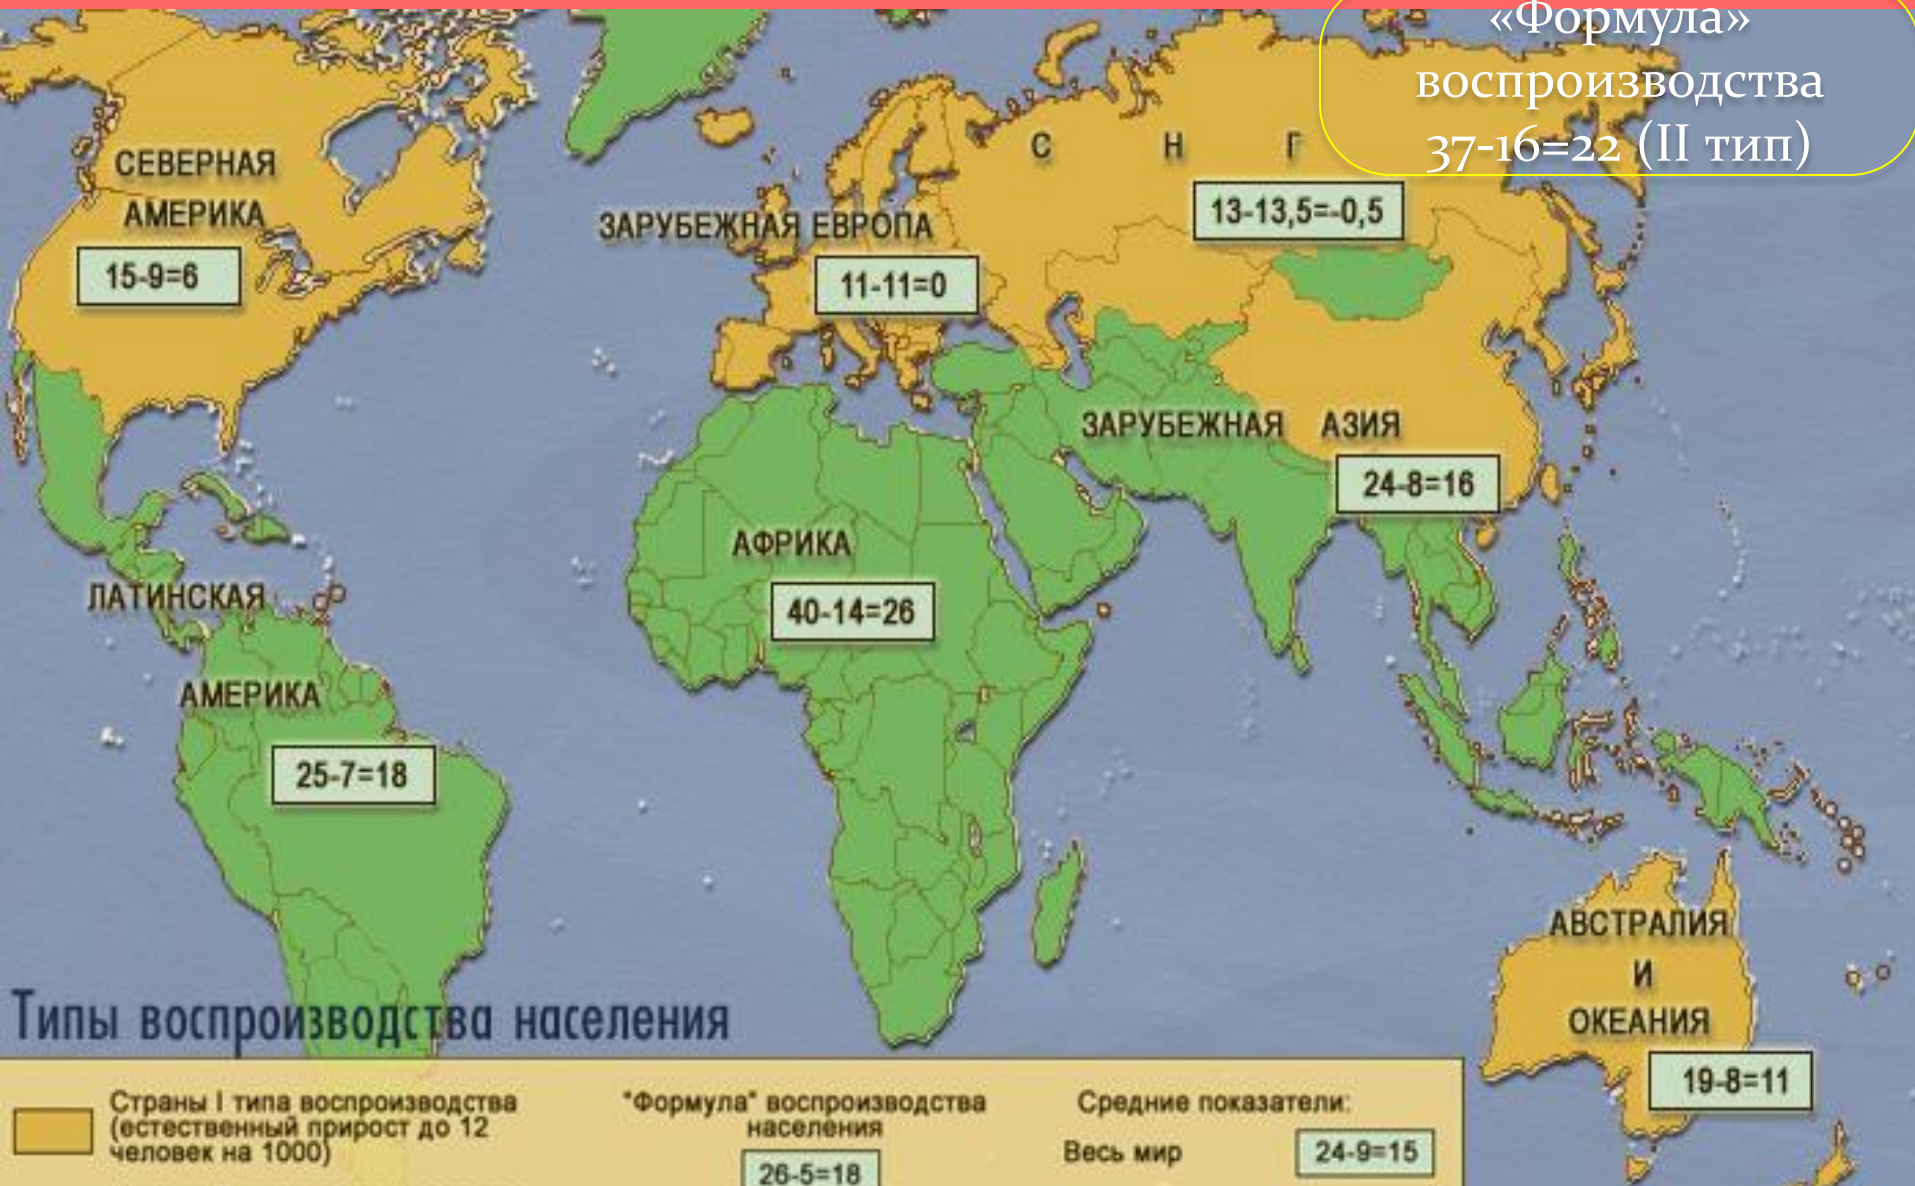 «Формула»
воспроизводства
37-16=22 (II тип)
СЕВЕРНАЯ
АМЕРИКА
15-9=6
ЗАРУБЕЖНАЯ ЕВРОПА
11-11=0
С Н Г
13-13,5=-0,5
ЗАРУБЕЖНАЯ АЗИЯ
24-8=16
АФРИКА
40-14=26
ЛАТИНСКАЯ
АМЕРИКА
25-7=18
АВСТРАЛИЯ
И
ОКЕАНИЯ
19-8=11
Типы воспроизводства населения
Страны I типа воспроизводства
(естественный прирост до 12
человек на 1000)
"Формула" воспроизводства
населения
26-5=18
Средние показатели:
Весь мир
24-9=15